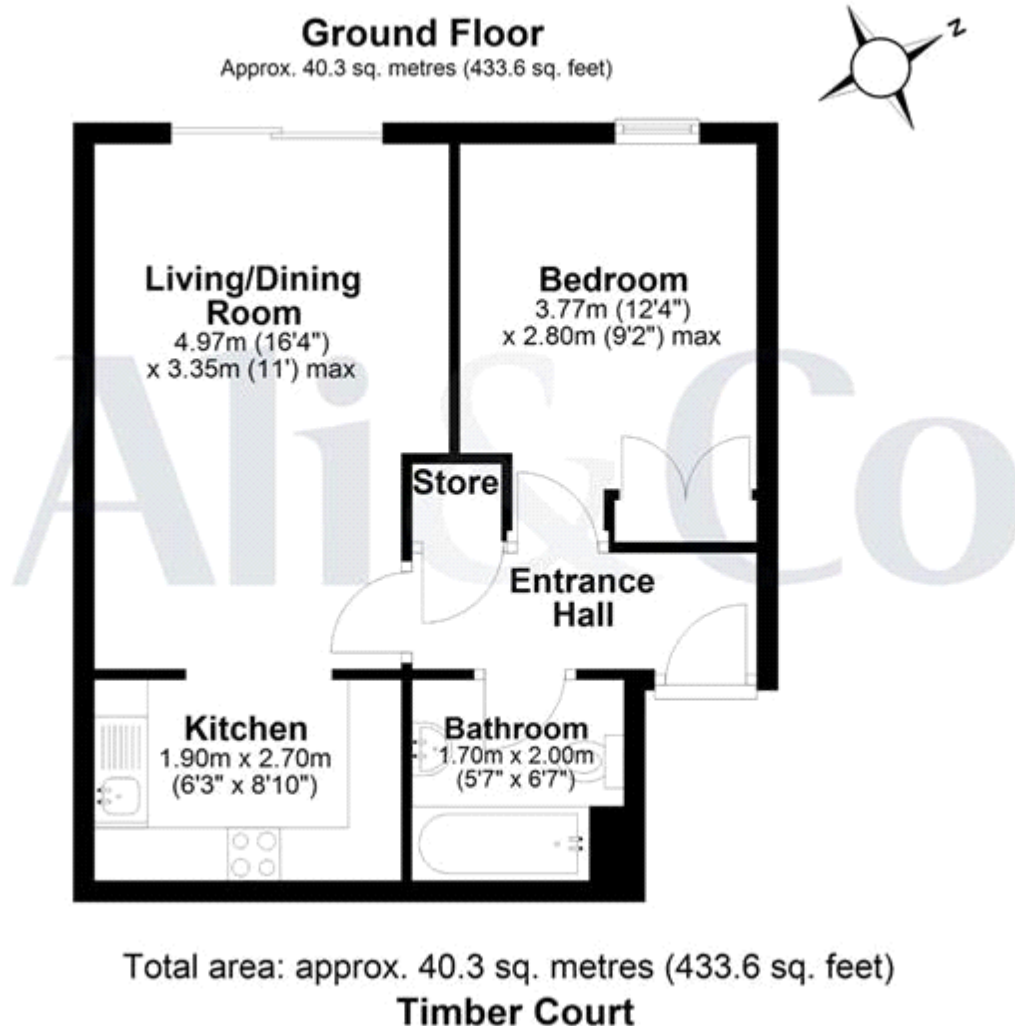 Ground Floor
Approx. 40.3 sq. metres (433.6 sq. feet)
N
Living/Dining
Room
4.97m (16'4")
x 3.35m (11') max
Bedroom
3.77m (12'4")
x 2.80m (9'2") max
Ali&Co
Store
Entrance
Hall
Kitchen
1.90m x 2.70m
(6'3" x 8'10")
Bathroom
1.70m x 2.00m
(5'7" x 6'7")
Total area: approx. 40.3 sq. metres (433.6 sq. feet)
Timber Court